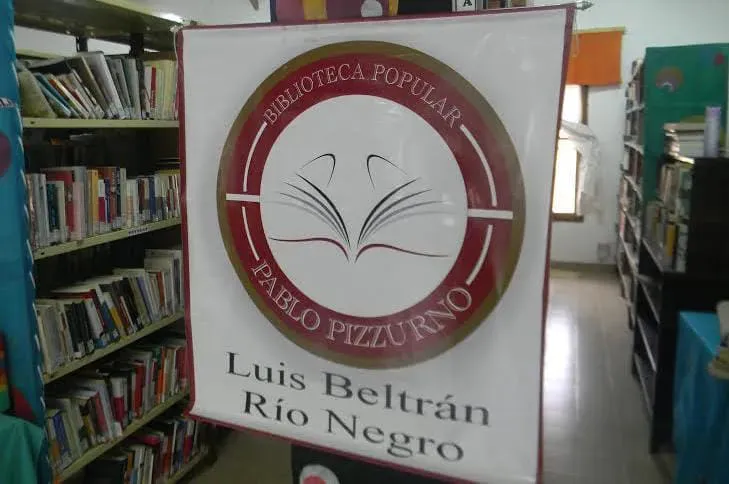 BIBLIOTECA POPULAR
PABLO PIZZURNO
Luis Beltrán
Río Negro